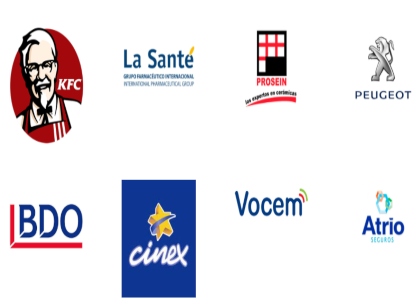 KFC
La Santé
GRUPO FARMACÉUTICO INTERNACIONAL
INTERNATIONAL PHARMACEUTICAL GROUP
PROSEIN
los expertos en cerámicas
PEUGEOT
BDO
cinex
Vocem
Atrio
SEGUROS